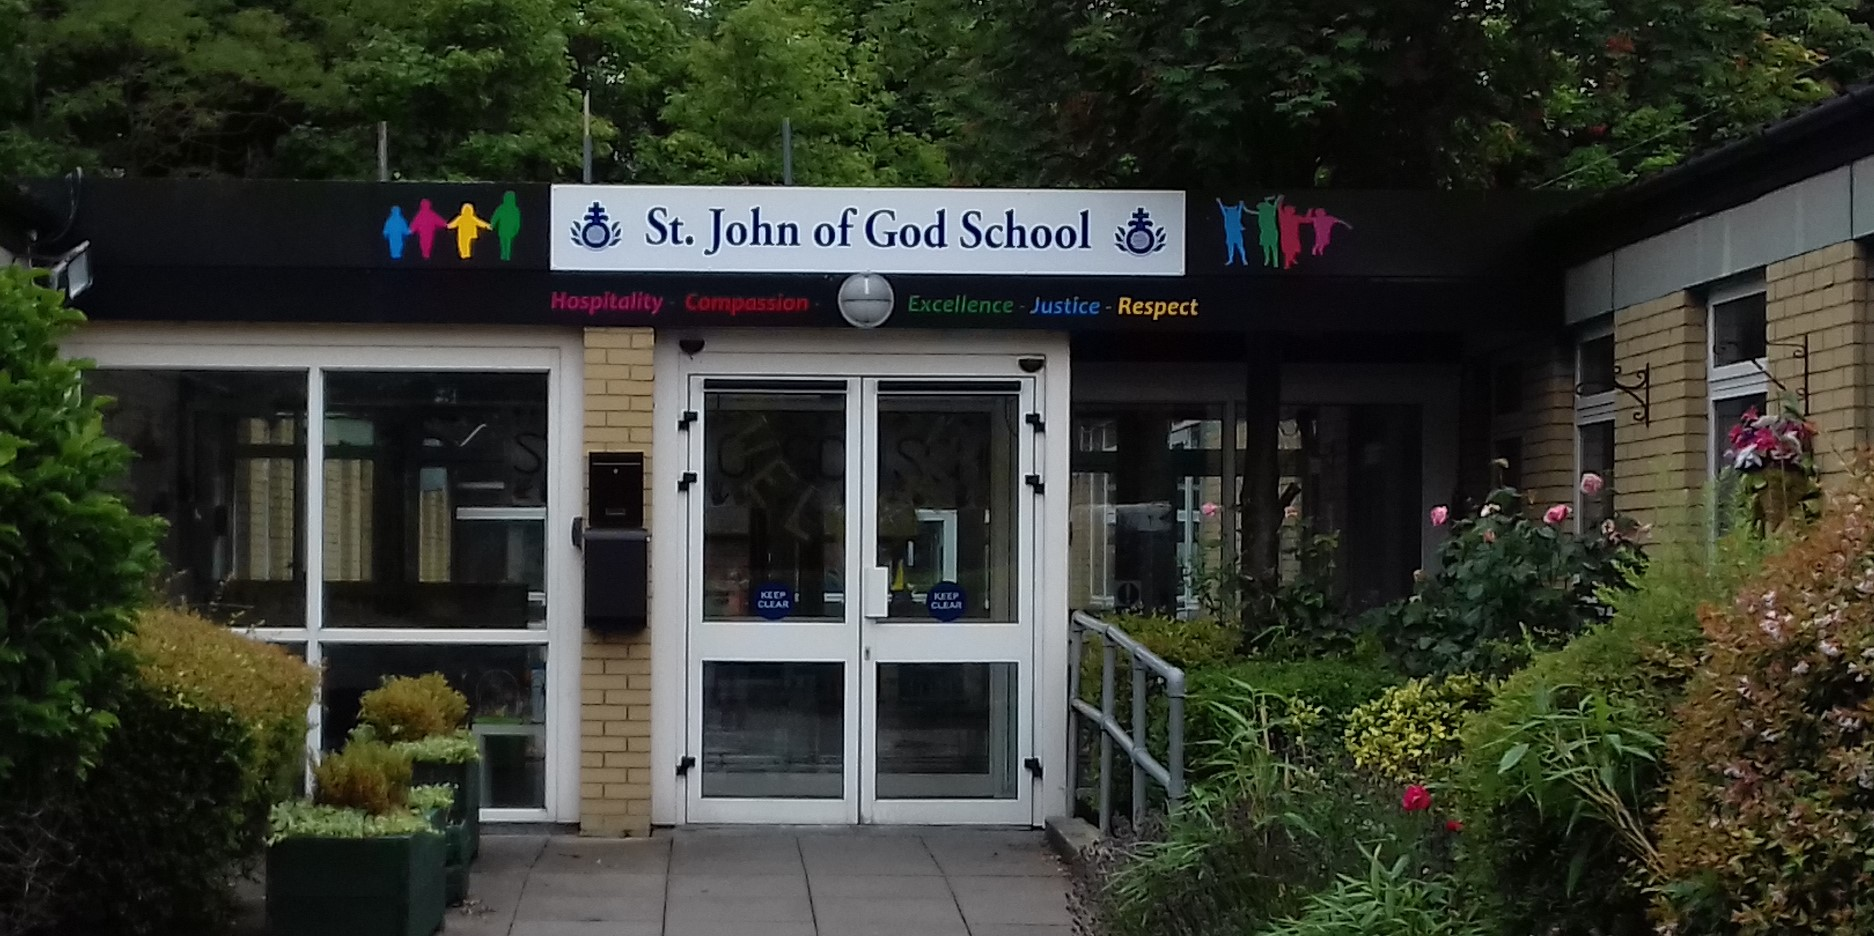 St. John of God School
Hospitality - Compassion - Excellence - Justice - Respect
KEEP
CLEAR
KEEP
CLEAR